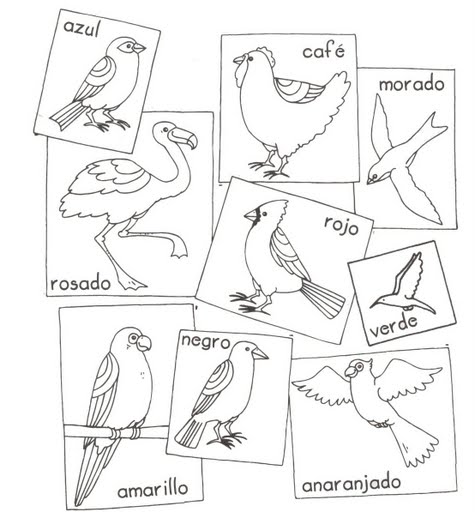 azul
café
morado
rosado
rojo
verde
negro
amarillo
anaranjado